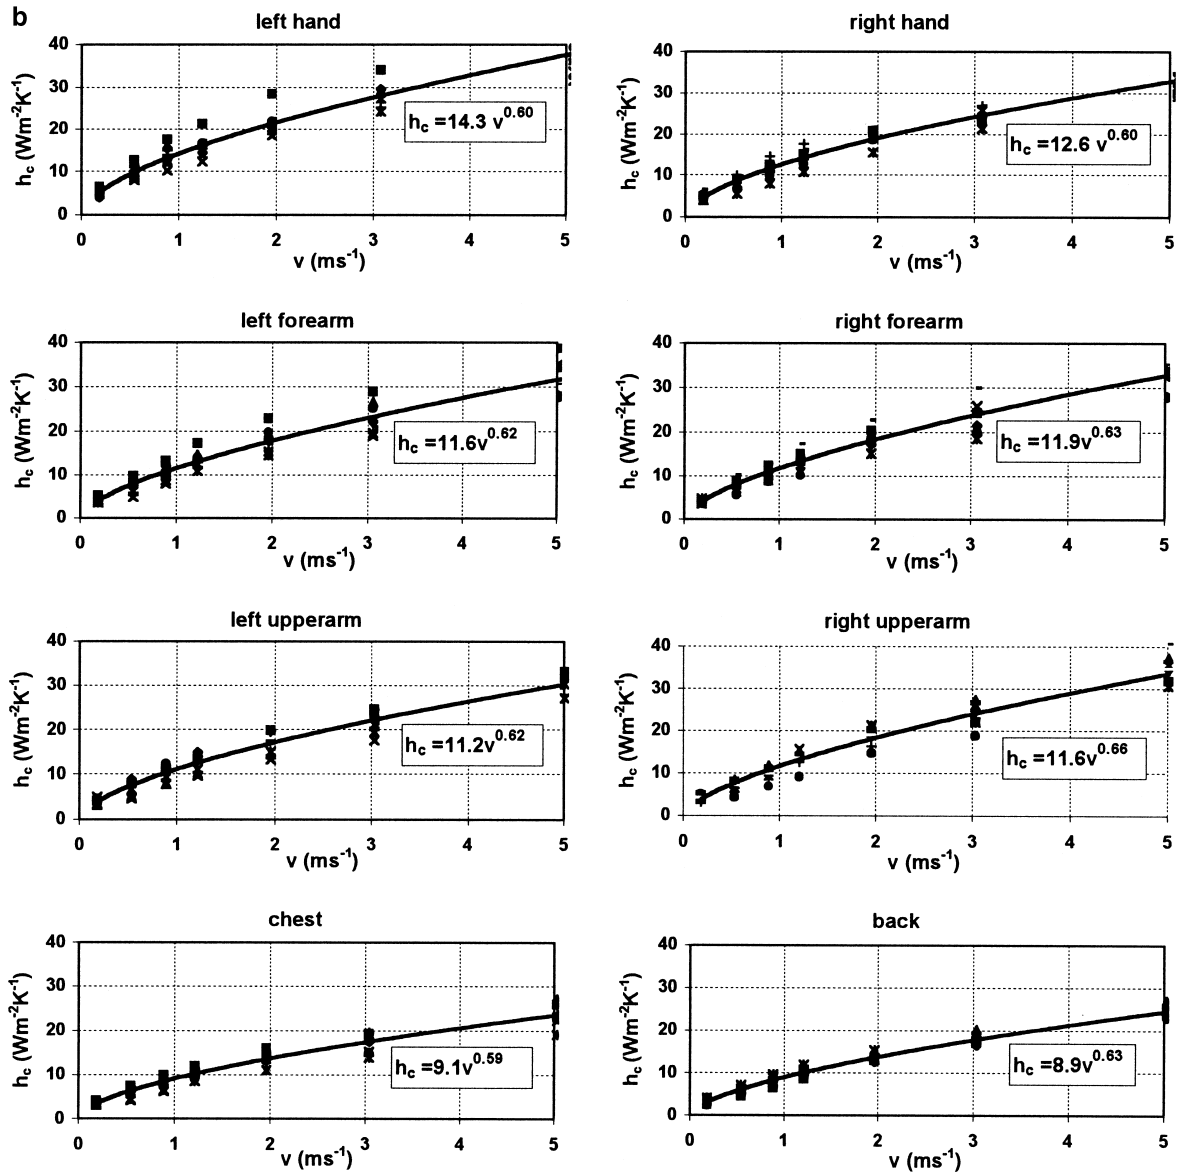 b
left hand
right hand
40
30
20
10
0
h_c (Wm^-2K^-1)
h_c =14.3 v^0.60
0 1 2 3 4 5
v (ms^-1)
40
30
20
10
0
h_c (Wm^-2K^-1)
h_c =12.6 v^0.60
0 1 2 3 4 5
v (ms^-1)
left forearm
right forearm
40
30
20
10
0
h_c (Wm^-2K^-1)
h_c =11.6v^0.62
0 1 2 3 4 5
v (ms^-1)
40
30
20
10
0
h_c (Wm^-2K^-1)
h_c =11.9v^0.63
0 1 2 3 4 5
v (ms^-1)
left upperarm
right upperarm
40
30
20
10
0
h_c (Wm^-2K^-1)
h_c =11.2v^0.62
0 1 2 3 4 5
v (ms^-1)
40
30
20
10
0
h_c (Wm^-2K^-1)
h_c =11.6v^0.66
0 1 2 3 4 5
v (ms^-1)
chest
back
40
30
20
10
0
h_c (Wm^-2K^-1)
h_c =9.1v^0.59
0 1 2 3 4 5
v (ms^-1)
40
30
20
10
0
h_c (Wm^-2K^-1)
h_c =8.9v^0.63
0 1 2 3 4 5
v (ms^-1)